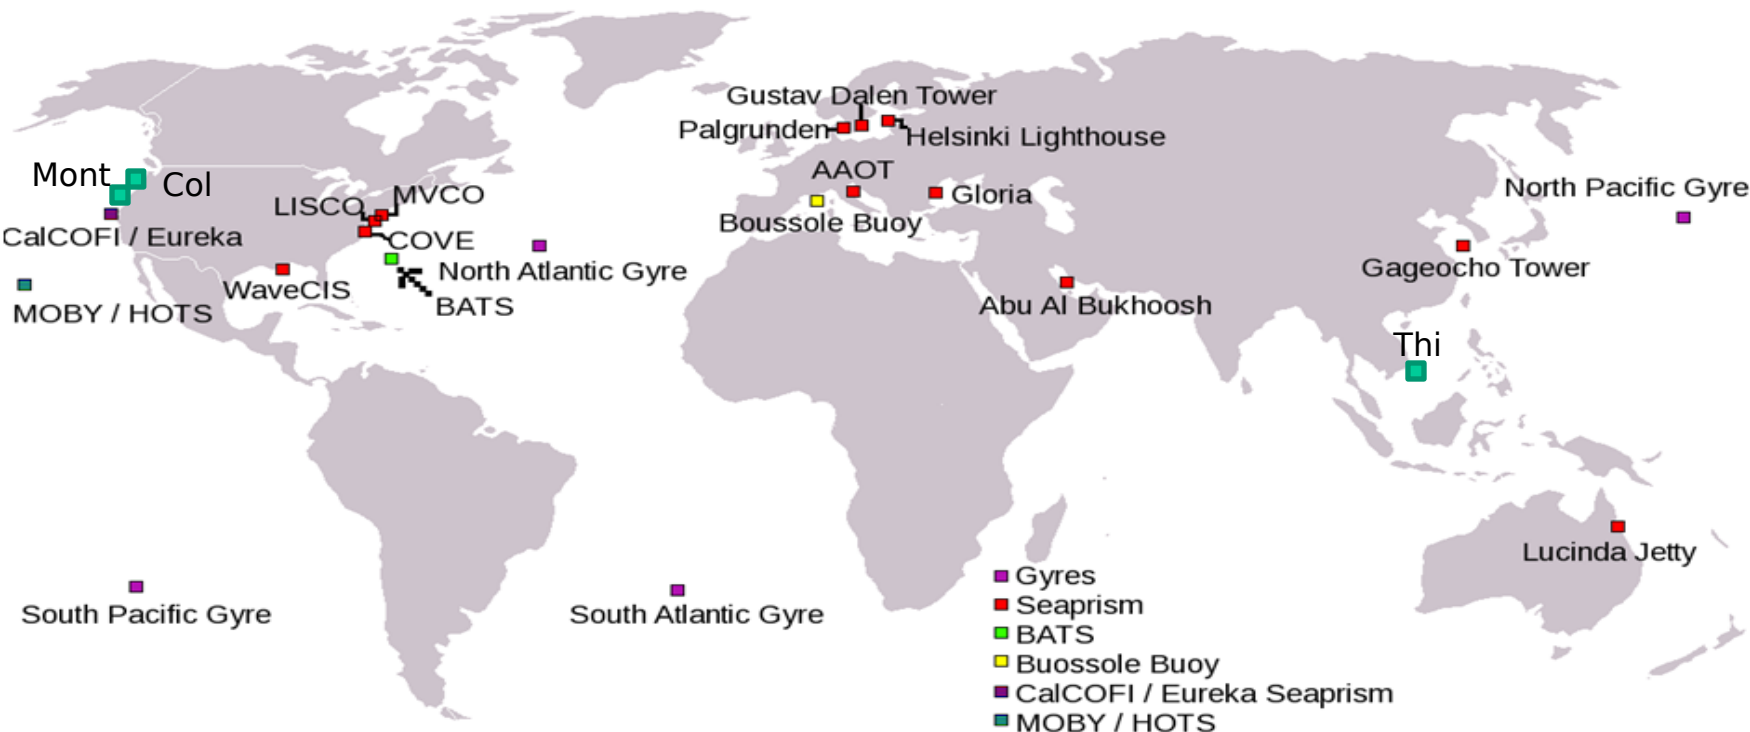 Gustav Dalen Tower
Palgrunden
Helsinki Lighthouse
AAOT
Mont
Col
MVCO
LISCO
Gloria
North Pacific Gyre
Boussole Buoy
CalCOFI / Eureka
COVE
North Atlantic Gyre
Gageocho Tower
WaveCIS
BATS
Abu Al Bukhoosh
MOBY / HOTS
Thi
Lucinda Jetty
South Pacific Gyre
South Atlantic Gyre
Gyres
Seaprism
BATS
Buossole Buoy
CalCOFI / Eureka Seaprism
MOBY / HOTS